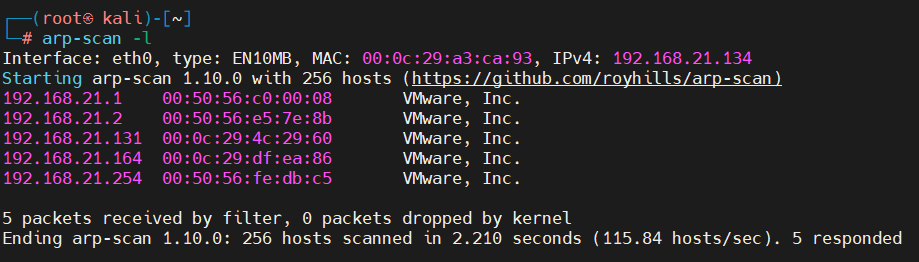 ┌──(root㉿ kali)-[~]
└─# arp-scan -l
Interface: eth0, type: EN10MB, MAC: 00:0c:29:a3:ca:93, IPv4: 192.168.21.134
Starting arp-scan 1.10.0 with 256 hosts (https://github.com/royhills/arp-scan)
192.168.21.1    00:50:56:c0:00:08       VMware, Inc.
192.168.21.2    00:50:56:e5:7e:8b       VMware, Inc.
192.168.21.131  00:0c:29:4c:29:60       VMware, Inc.
192.168.21.164  00:0c:29:df:ea:86       VMware, Inc.
192.168.21.254  00:50:56:fe:db:c5       VMware, Inc.
5 packets received by filter, 0 packets dropped by kernel
Ending arp-scan 1.10.0: 256 hosts scanned in 2.210 seconds (115.84 hosts/sec). 5 responded